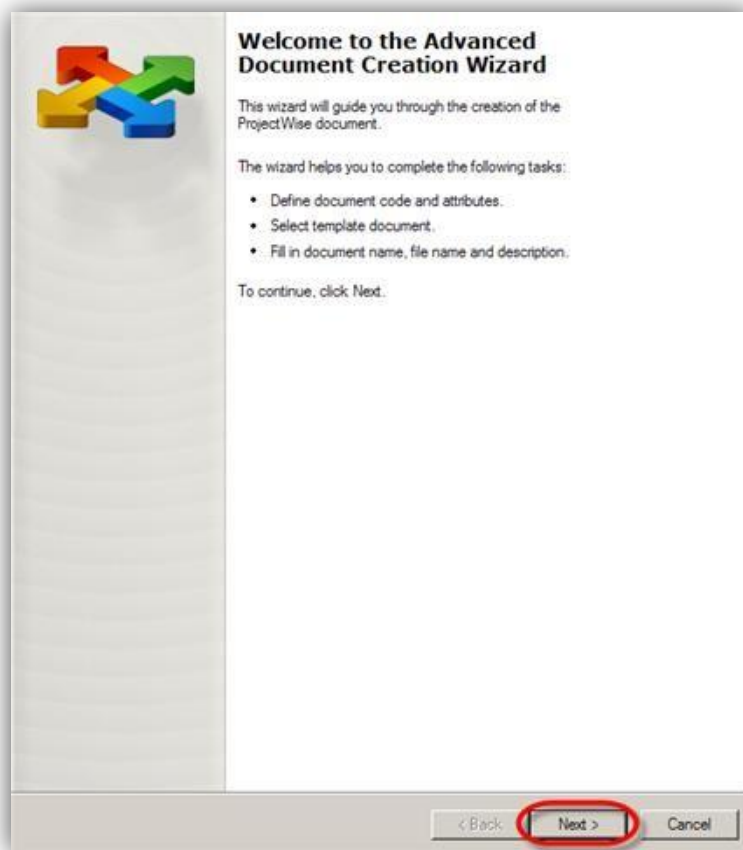 Welcome to the Advanced
Document Creation Wizard
This wizard will guide you through the creation of the
ProjectWise document.
The wizard helps you to complete the following tasks:
• Define document code and attributes.
• Select template document.
• Fill in document name, file name and description.
To continue, click Next.
< Back Next > Cancel